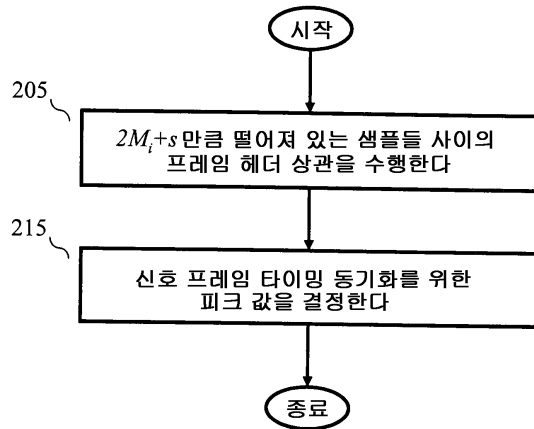 시작
205
2M_i+s 만큼 떨어져 있는 샘플들 사이의
프레임 헤더 상관을 수행한다
215
신호 프레임 타이밍 동기화를 위한
피크 값을 결정한다
종료